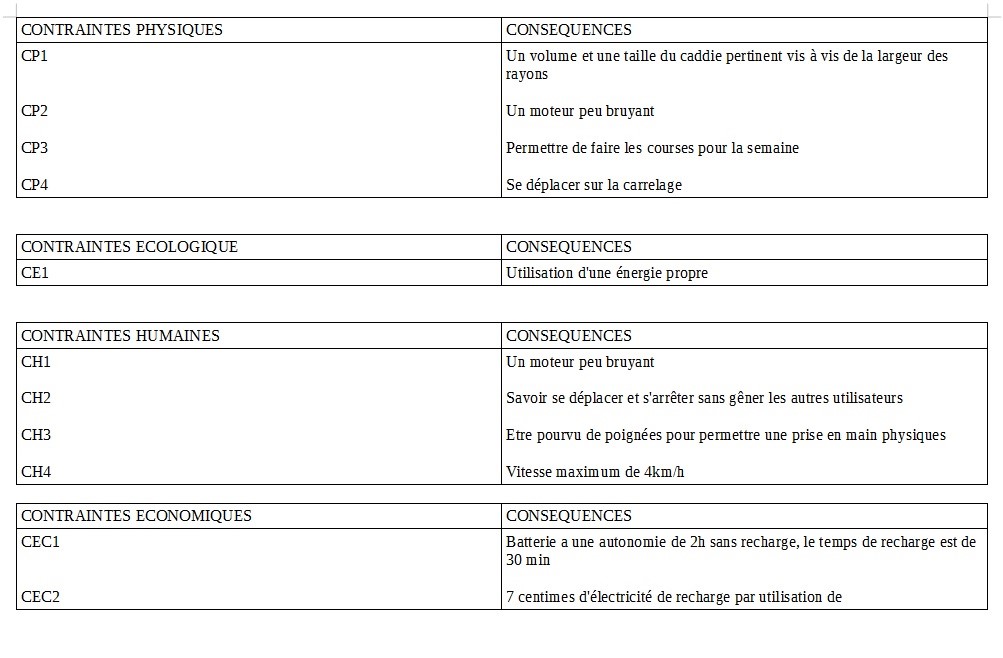 CONTRAINTES PHYSIQUES CONSEQUENCES
CP1 Un volume et une taille du caddie pertinent vis à vis de la largeur des
rayons
CP2 Un moteur peu bruyant
CP3 Permettre de faire les courses pour la semaine
CP4 Se déplacer sur la carrelage
CONTRAINTES ECOLOGIQUE CONSEQUENCES
CE1 Utilisation d'une énergie propre
CONTRAINTES HUMAINES CONSEQUENCES
CH1 Un moteur peu bruyant
CH2 Savoir se déplacer et s'arrêter sans gêner les autres utilisateurs
CH3 Etre pourvu de poignées pour permettre une prise en main physiques
CH4 Vitesse maximum de 4km/h
CONTRAINTES ECONOMIQUES CONSEQUENCES
CEC1 Batterie a une autonomie de 2h sans recharge, le temps de recharge est de
30 min
CEC2 7 centimes d'électricité de recharge par utilisation de